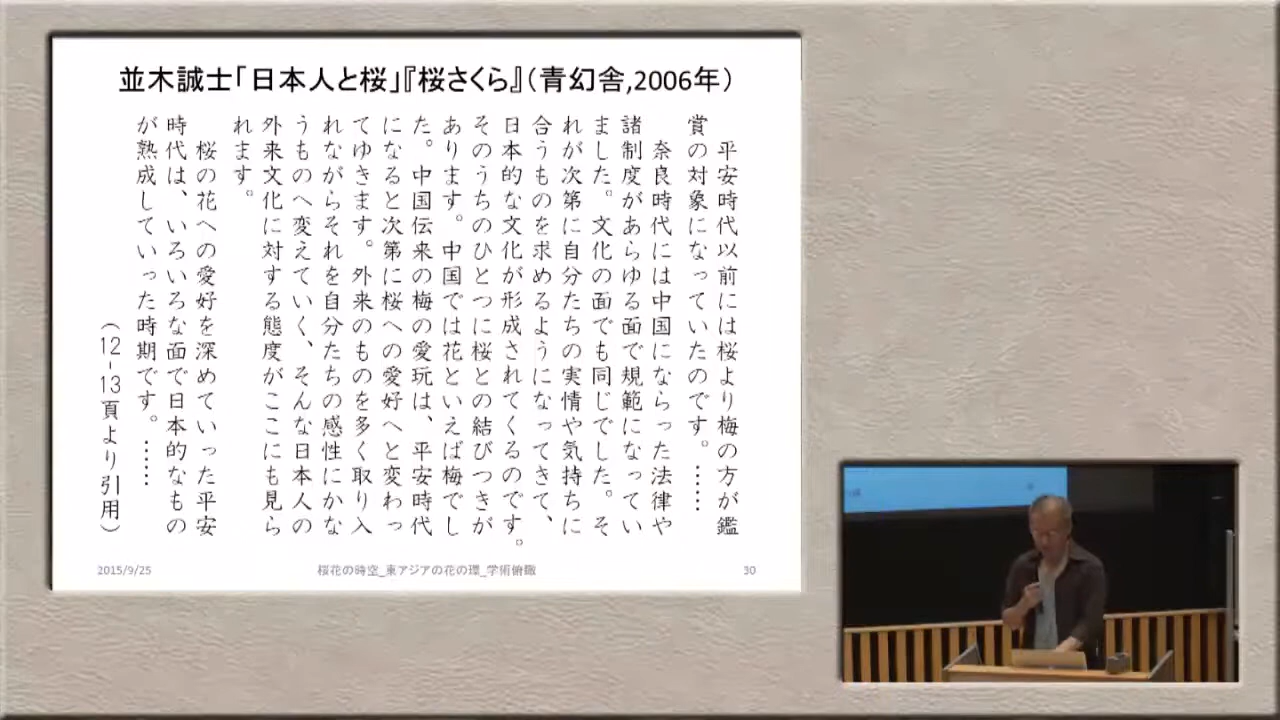 並木誠士「日本人と桜」『桜さくら』(青幻舎,2006年)
平安時代以前には桜より梅の方が鑑
賞の対象になっていたのです。……
奈良時代には中国にならった法律や
諸制度があらゆる面で規範になってい
ました。文化の面でも同じでした。そ
れが次第に自分たちの実情や気持ちに
合うものを求めるようになってきて、
日本的な文化が形成されてくるのです。
そのうちのひとつに桜との結びつきが
あります。中国では花といえば梅でし
た。中国伝来の梅の愛玩は、平安時代
になると次第に桜への愛好へと変わっ
てゆきます。外来のものを多く取り入
れながらそれを自分たちの感性にかな
うものへ変えていく、そんな日本人の
外来文化に対する態度がここにも見ら
れます。
桜の花への愛好を深めていった平安
時代は、いろいろな面で日本的なもの
が熟成していった時期です。……
(12-13頁より引用)
2015/9/25
桜花の時空_東アジアの花の環_学術俯瞰
30